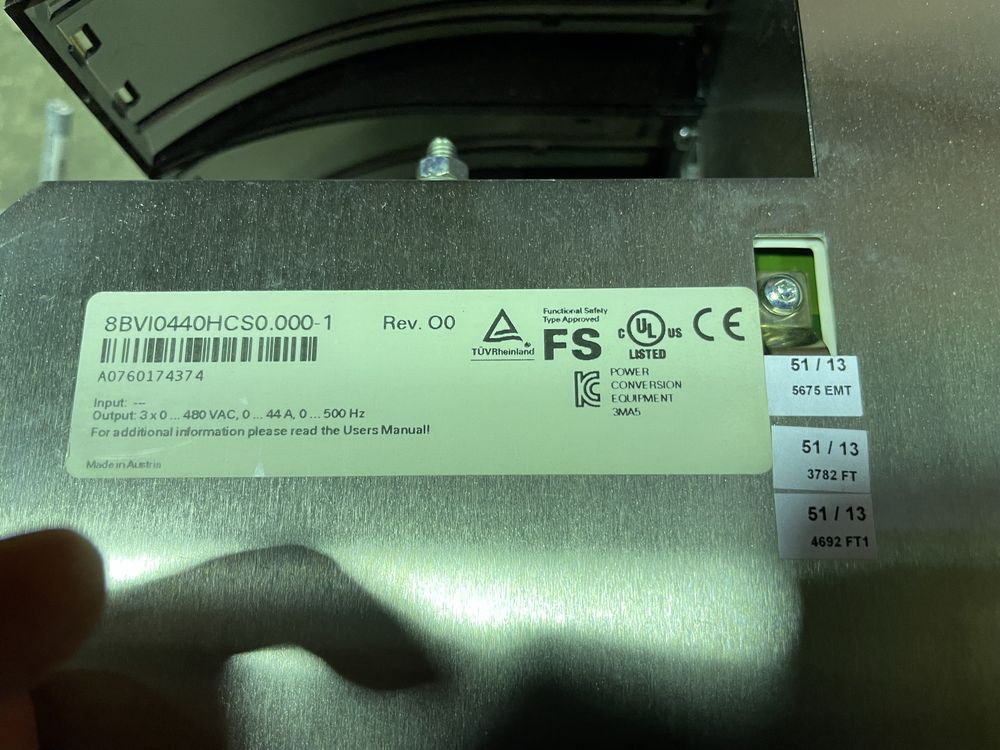 8BVI0440HCS0.000-1 Rev. O0
A0760174374
Input: ---
Output: 3 x 0 ... 480 VAC, 0 ... 44 A, 0 ... 500 Hz
For additional information please read the Users Manual!
Made in Austria
TÜVRheinland
Functional Safety
Type Approved
FS
C UL US
LISTED
CE
KC
POWER
CONVERSION
EQUIPMENT
3MA5
51 / 13
5675 EMT
51 / 13
3782 FT
51 / 13
4692 FT1